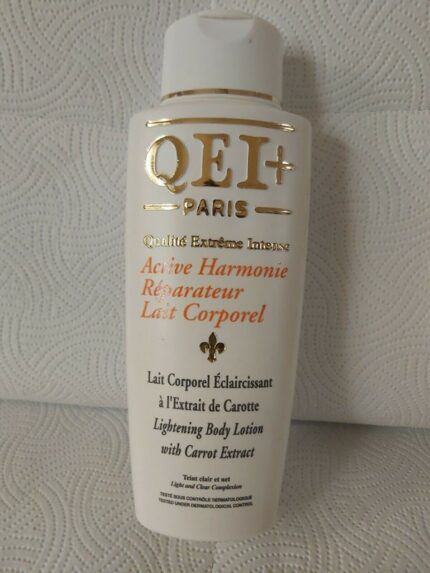 QEI+
PARIS
Qualité Extrême Intense
Active Harmonie
Réparateur
Lait Corporel
Lait Corporel Éclaircissant
à l'Extrait de Carotte
Lightening Body Lotion
with Carrot Extract
Teint clair et net
Light and Clear Complexion
TESTÉ SOUS CONTRÔLE DERMATOLOGIQUE
TESTED UNDER DERMATOLOGICAL CONTROL